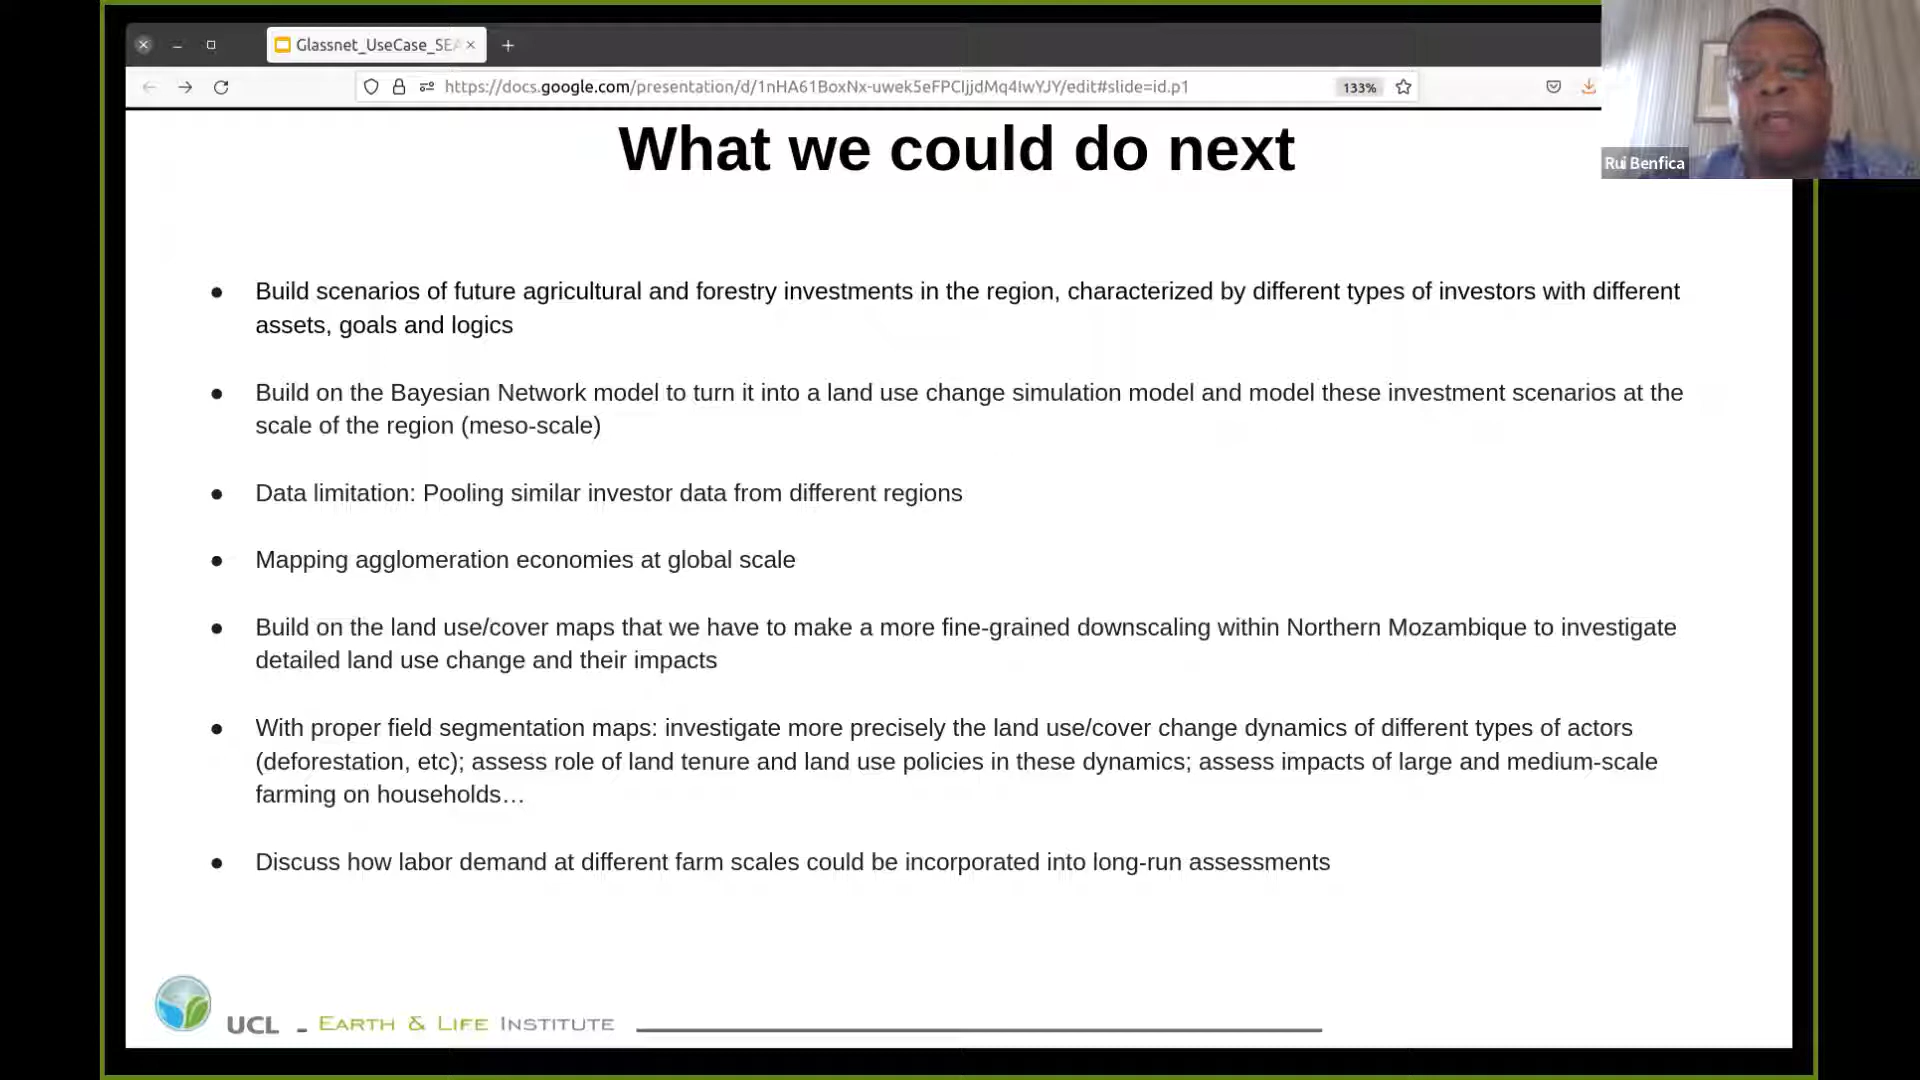 Glassnet_UseCase_SEA
https://docs.google.com/presentation/d/1nHA61BoxNx-uwek5eFPCIjjdMq4IwYJY/edit#slide=id.p1
133%
Rui Benfica
What we could do next
● Build scenarios of future agricultural and forestry investments in the region, characterized by different types of investors with different
assets, goals and logics
● Build on the Bayesian Network model to turn it into a land use change simulation model and model these investment scenarios at the
scale of the region (meso-scale)
● Data limitation: Pooling similar investor data from different regions
● Mapping agglomeration economies at global scale
● Build on the land use/cover maps that we have to make a more fine-grained downscaling within Northern Mozambique to investigate
detailed land use change and their impacts
● With proper field segmentation maps: investigate more precisely the land use/cover change dynamics of different types of actors
(deforestation, etc); assess role of land tenure and land use policies in these dynamics; assess impacts of large and medium-scale
farming on households…
● Discuss how labor demand at different farm scales could be incorporated into long-run assessments
UCL - EARTH & LIFE INSTITUTE